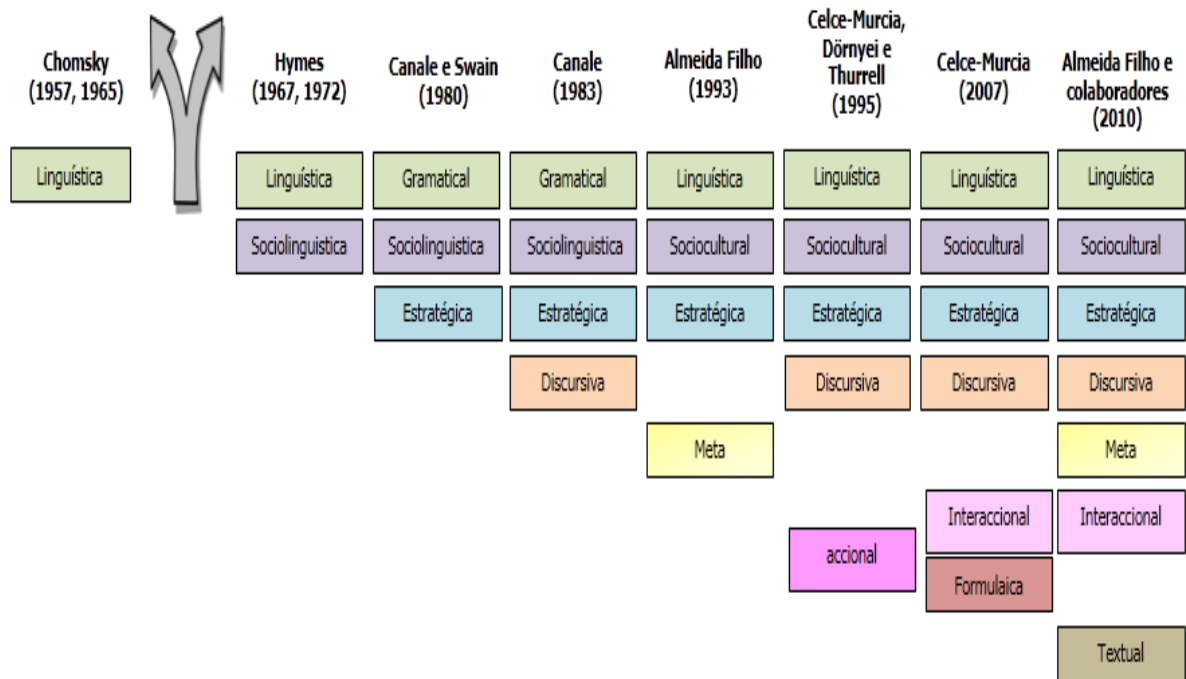 Chomsky
(1957, 1965)
Hymes
(1967, 1972)
Canale e Swain
(1980)
Canale
(1983)
Almeida Filho
(1993)
Celce-Murcia,
Dörnyei e
Thurrell
(1995)
Celce-Murcia
(2007)
Almeida Filho e
colaboradores
(2010)
Linguística
Linguística
Gramatical
Gramatical
Linguística
Linguística
Linguística
Linguística
Sociolinguistica
Sociolinguistica
Sociolinguistica
Sociocultural
Sociocultural
Sociocultural
Sociocultural
Estratégica
Estratégica
Estratégica
Estratégica
Estratégica
Estratégica
Discursiva
Discursiva
Discursiva
Discursiva
Meta
Meta
Interaccional
Interaccional
accional
Formulaica
Textual